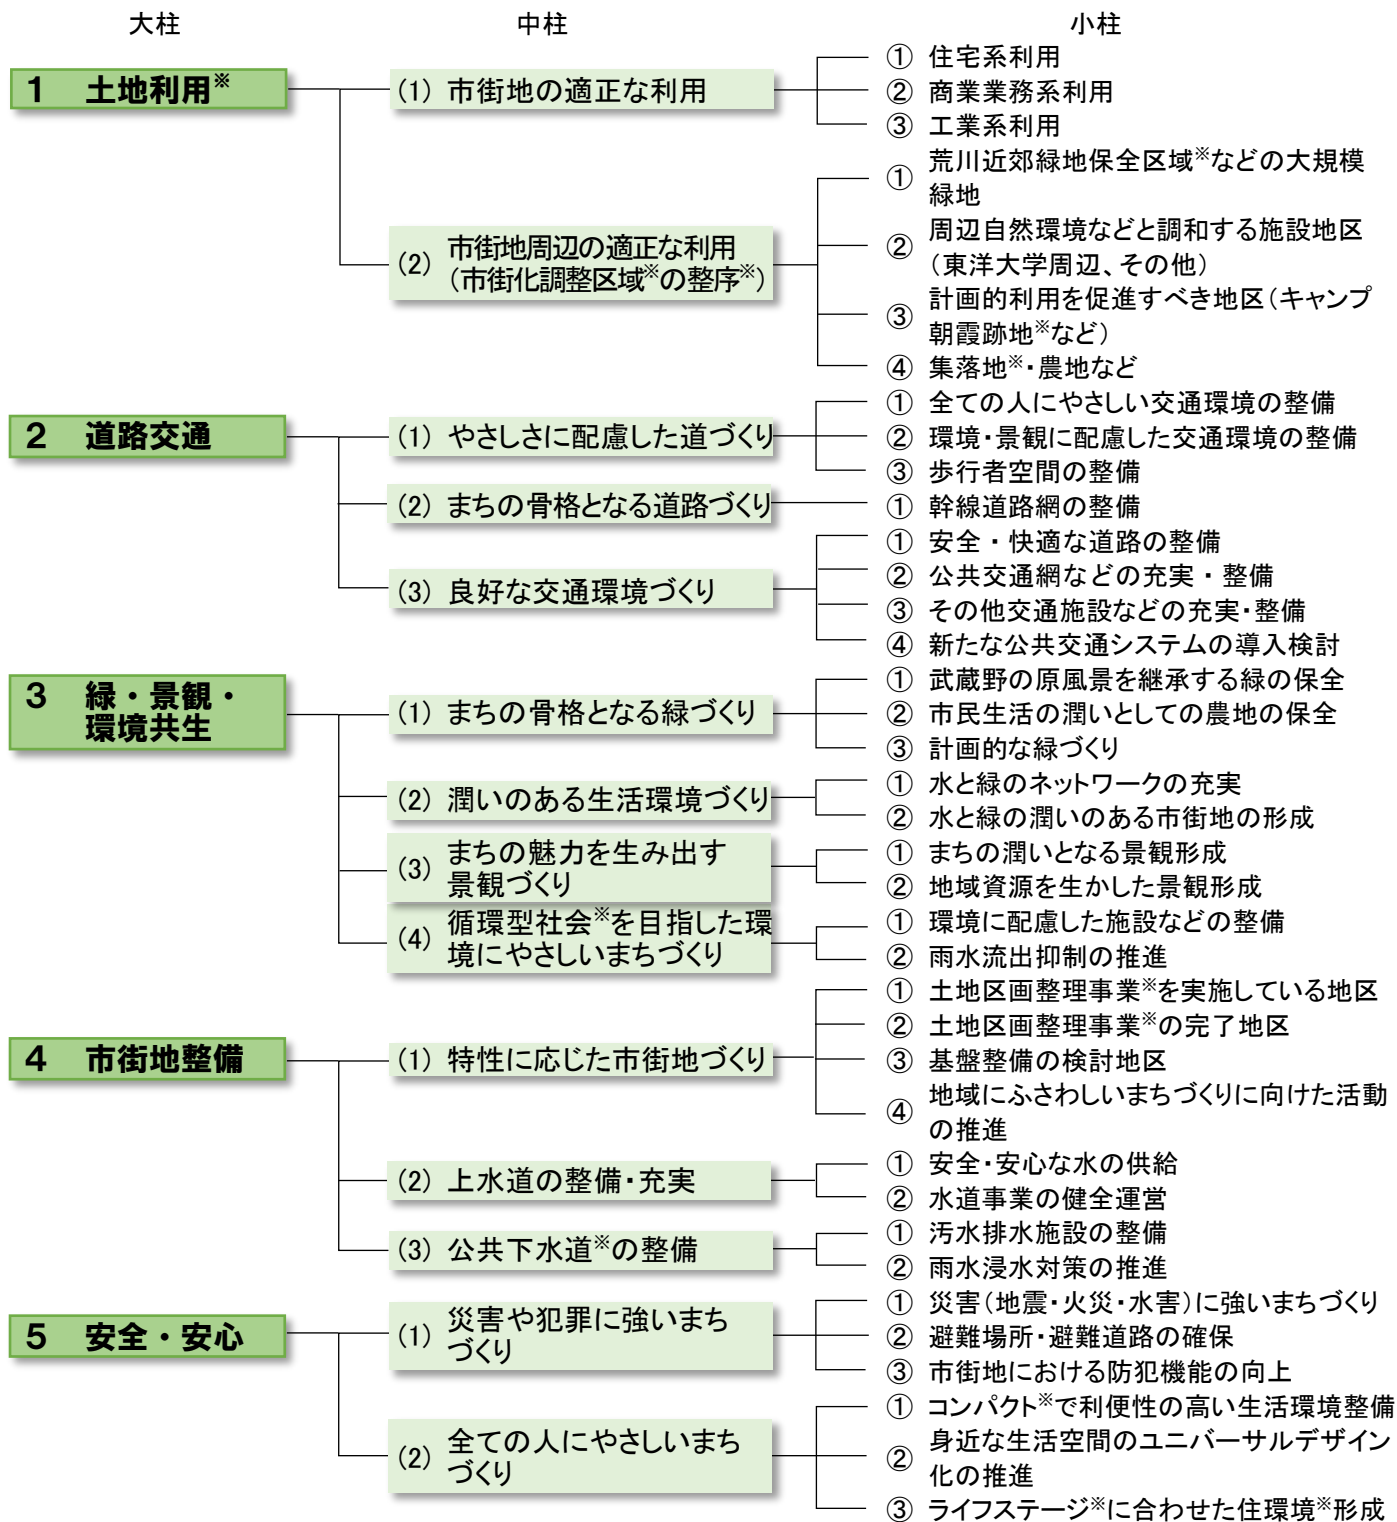 大柱
中柱
小柱
1 土地利用※
(1) 市街地の適正な利用
① 住宅系利用
② 商業業務系利用
③ 工業系利用
(2) 市街地周辺の適正な利用
(市街化調整区域※の整序※)
① 荒川近郊緑地保全区域※などの大規模
緑地
② 周辺自然環境などと調和する施設地区
(東洋大学周辺、その他)
③ 計画的利用を促進すべき地区(キャンプ
朝霞跡地※など)
④ 集落地※・農地など
2 道路交通
(1) やさしさに配慮した道づくり
① 全ての人にやさしい交通環境の整備
② 環境・景観に配慮した交通環境の整備
③ 歩行者空間の整備
(2) まちの骨格となる道路づくり
① 幹線道路網の整備
(3) 良好な交通環境づくり
① 安全・快適な道路の整備
② 公共交通網などの充実・整備
③ その他交通施設などの充実・整備
④ 新たな公共交通システムの導入検討
3 緑・景観・
環境共生
(1) まちの骨格となる緑づくり
① 武蔵野の原風景を継承する緑の保全
② 市民生活の潤いとしての農地の保全
③ 計画的な緑づくり
(2) 潤いのある生活環境づくり
① 水と緑のネットワークの充実
② 水と緑の潤いのある市街地の形成
(3) まちの魅力を生み出す
景観づくり
① まちの潤いとなる景観形成
② 地域資源を生かした景観形成
(4) 循環型社会※を目指した環
境にやさしいまちづくり
① 環境に配慮した施設などの整備
② 雨水流出抑制の推進
4 市街地整備
(1) 特性に応じた市街地づくり
① 土地区画整理事業※を実施している地区
② 土地区画整理事業※の完了地区
③ 基盤整備の検討地区
④ 地域にふさわしいまちづくりに向けた活動
の推進
(2) 上水道の整備・充実
① 安全・安心な水の供給
② 水道事業の健全運営
(3) 公共下水道※の整備
① 汚水排水施設の整備
② 雨水浸水対策の推進
5 安全・安心
(1) 災害や犯罪に強いまち
づくり
① 災害(地震・火災・水害)に強いまちづくり
② 避難場所・避難道路の確保
③ 市街地における防犯機能の向上
(2) 全ての人にやさしいまち
づくり
① コンパクト※で利便性の高い生活環境整備
② 身近な生活空間のユニバーサルデザイン
化の推進
③ ライフステージ※に合わせた住環境※形成